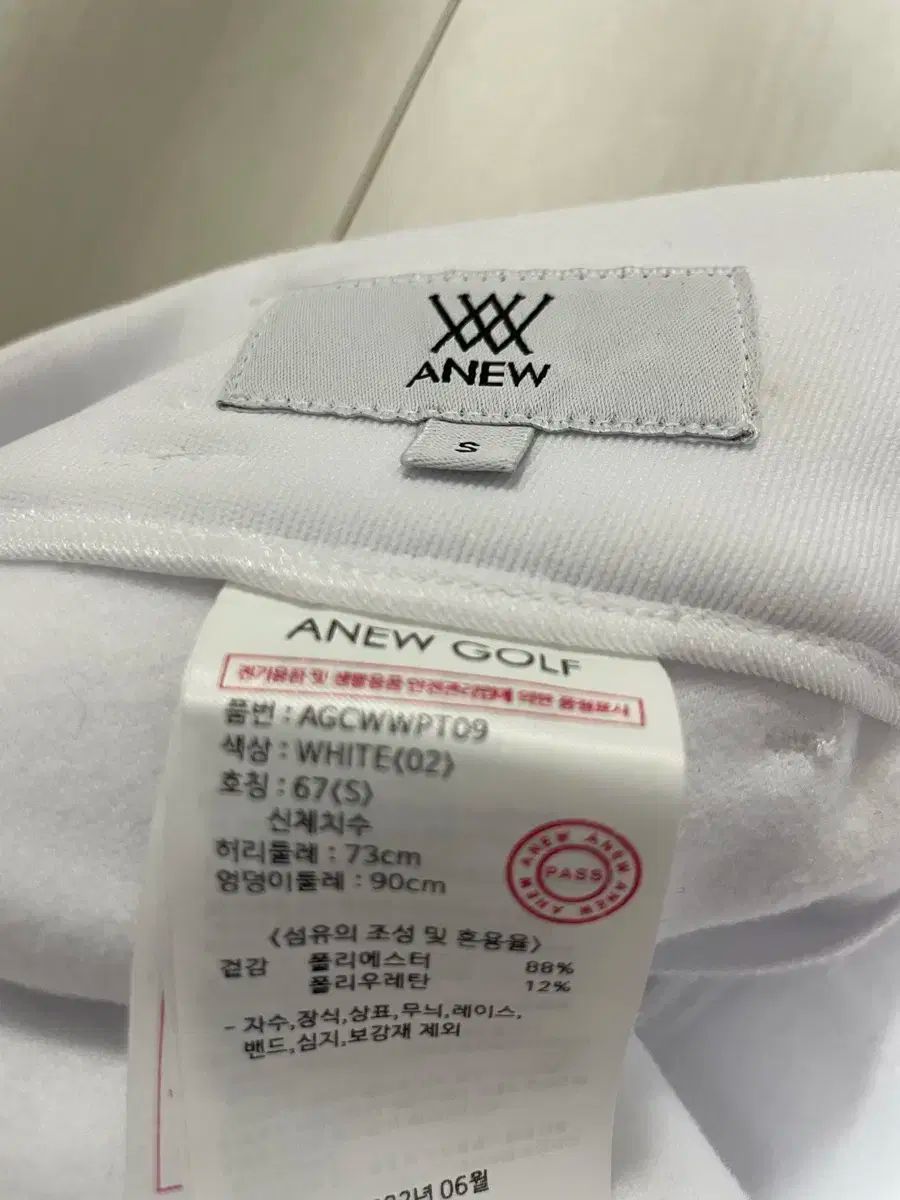 ANEW
S
ANEW GOLF
전기용품 및 생활용품 안전관리법에 의한 품질표시
품번 : AGCWWPT09
색상 : WHITE(02)
호칭 : 67(S)
신체치수
허리둘레 : 73cm
엉덩이둘레 : 90cm
ANEW ANEW ANEW ANEW
PASS
<섬유의 조성 및 혼용율>
겉감 폴리에스터 88%
폴리우레탄 12%
- 자수,장식,상표,무늬,레이스,
밴드,심지,보강재 제외
06월